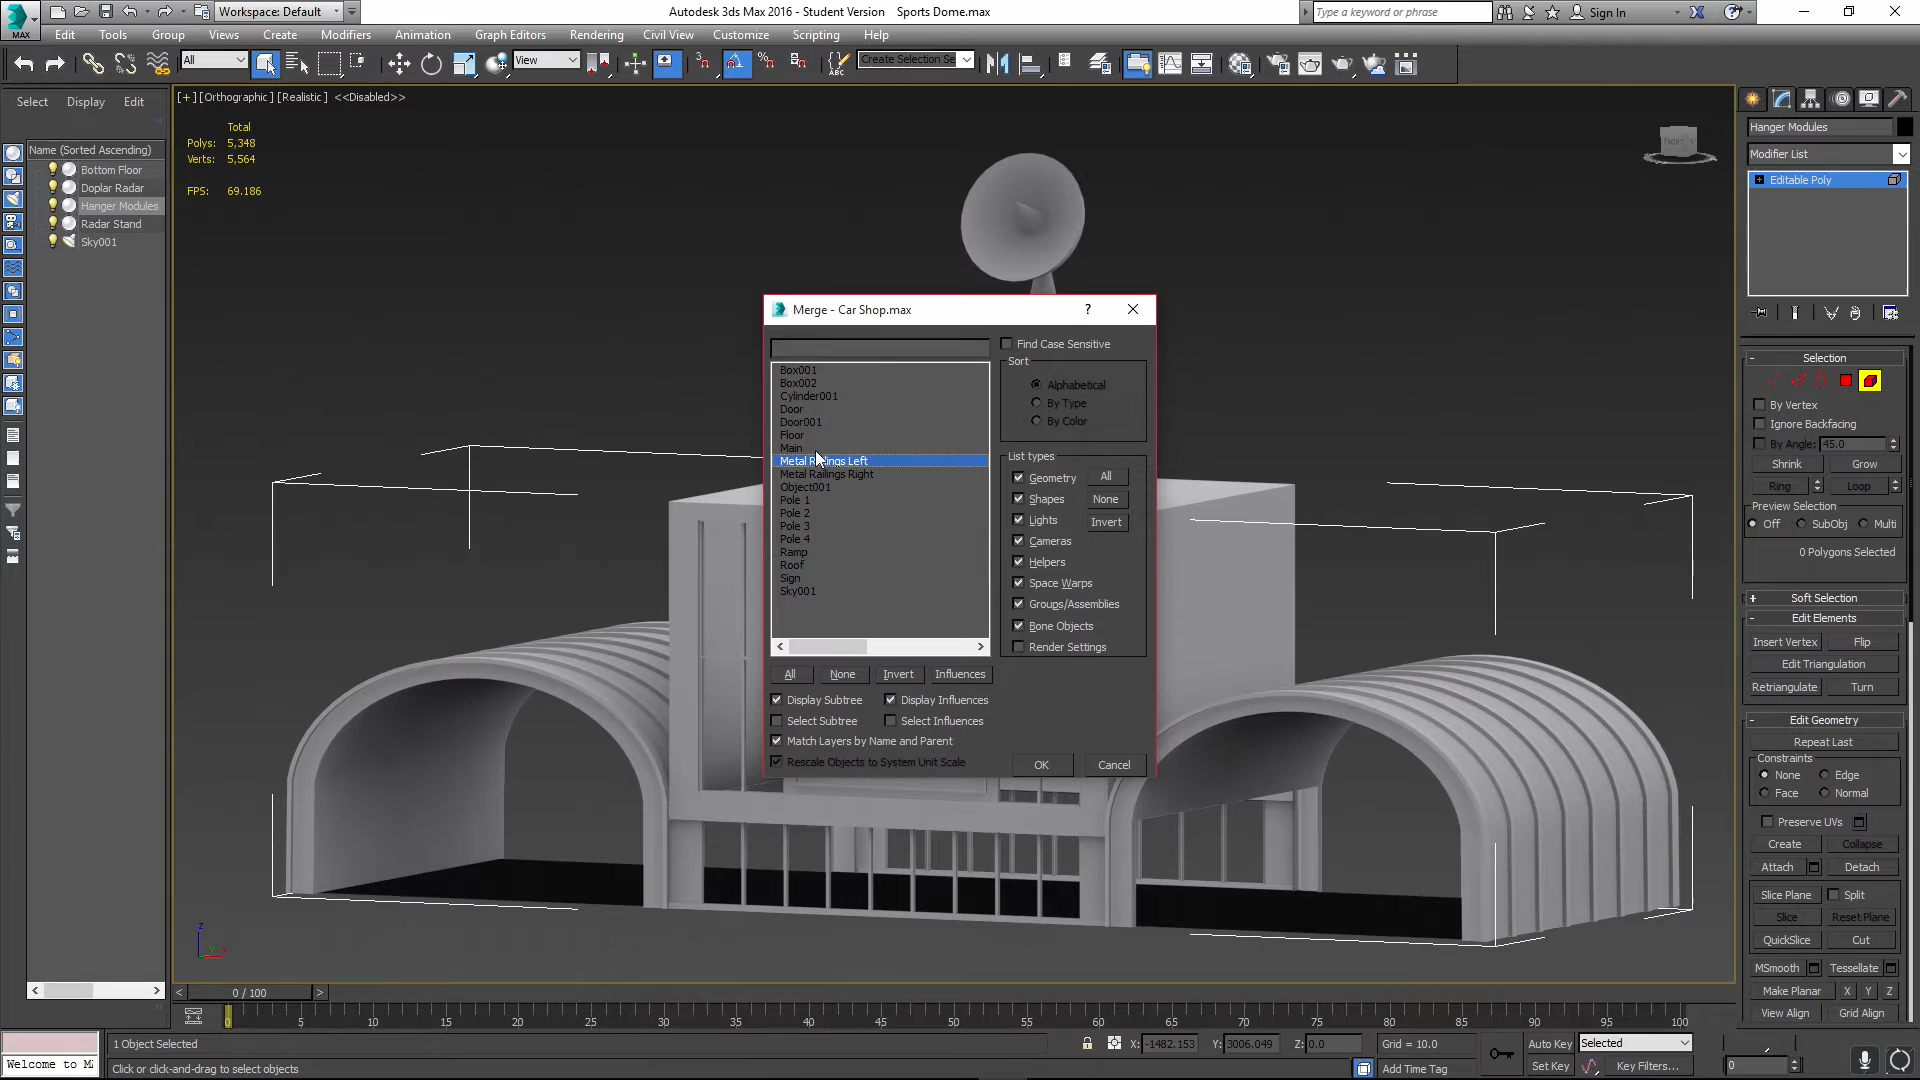 Workspace: Default
Autodesk 3ds Max 2016 - Student Version Sports Dome.max
Type a keyword or phrase
Sign In
MAX
Edit Tools Group Views Create Modifiers Animation Graph Editors Rendering Civil View Customize Scripting Help
All
View
Create Selection Se
Select Display Edit
[+] [Orthographic] [Realistic] <<Disabled>>
Name (Sorted Ascending)
Bottom Floor
Doplar Radar
Hanger Modules
Radar Stand
Sky001
Total
Polys: 5,348
Verts: 5,564
FPS: 69.186
Merge - Car Shop.max
Find Case Sensitive
Sort
Alphabetical
By Type
By Color
Box001
Box002
Cylinder001
Door
Door001
Floor
Main
Metal Railings Left
Metal Railings Right
Object001
Pole 1
Pole 2
Pole 3
Pole 4
Ramp
Roof
Sign
Sky001
List types
Geometry All
Shapes None
Lights Invert
Cameras
Helpers
Space Warps
Groups/Assemblies
Bone Objects
Render Settings
All None Invert Influences
Display Subtree Display Influences
Select Subtree Select Influences
Match Layers by Name and Parent
Rescale Objects to System Unit Scale
OK Cancel
Hanger Modules
Modifier List
Editable Poly
Selection
By Vertex
Ignore Backfacing
By Angle: 45.0
Shrink Grow
Ring Loop
Preview Selection
Off SubObj Multi
0 Polygons Selected
+ Soft Selection
- Edit Elements
Insert Vertex Flip
Edit Triangulation
Retriangulate Turn
- Edit Geometry
Repeat Last
Constraints
None Edge
Face Normal
Preserve UVs
Create Collapse
Attach Detach
Slice Plane Split
Slice Reset Plane
QuickSlice Cut
MSmooth Tessellate
Make Planar X Y Z
View Align Grid Align
0 / 100
0 5 10 15 20 25 30 35 40 45 50 55 60 65 70 75 80 85 90 95 100
1 Object Selected
X: -1482.153 Y: 3006.049 Z: 0.0 Grid = 10.0
Auto Key Selected
Welcome to M
Click or click-and-drag to select objects
Add Time Tag
Set Key Key Filters...
0